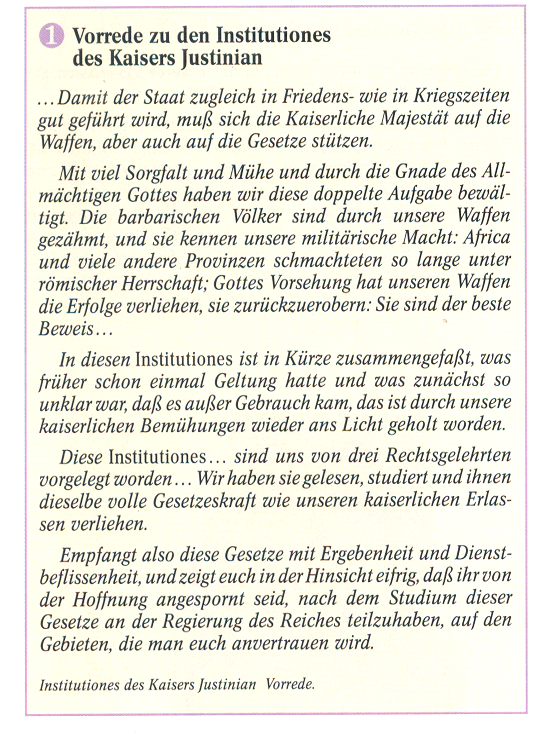 1 Vorrede zu den Institutiones
des Kaisers Justinian
…Damit der Staat zugleich in Friedens- wie in Kriegszeiten
gut geführt wird, muß sich die Kaiserliche Majestät auf die
Waffen, aber auch auf die Gesetze stützen.
Mit viel Sorgfalt und Mühe und durch die Gnade des All-
mächtigen Gottes haben wir diese doppelte Aufgabe bewäl-
tigt. Die barbarischen Völker sind durch unsere Waffen
gezähmt, und sie kennen unsere militärische Macht: Africa
und viele andere Provinzen schmachteten so lange unter
römischer Herrschaft; Gottes Vorsehung hat unseren Waffen
die Erfolge verliehen, sie zurückzuerobern: Sie sind der beste
Beweis…
In diesen Institutiones ist in Kürze zusammengefaßt, was
früher schon einmal Geltung hatte und was zunächst so
unklar war, daß es außer Gebrauch kam, das ist durch unsere
kaiserlichen Bemühungen wieder ans Licht geholt worden.
Diese Institutiones… sind uns von drei Rechtsgelehrten
vorgelegt worden… Wir haben sie gelesen, studiert und ihnen
dieselbe volle Gesetzeskraft wie unseren kaiserlichen Erlas-
sen verliehen.
Empfangt also diese Gesetze mit Ergebenheit und Dienst-
beflissenheit, und zeigt euch in der Hinsicht eifrig, daß ihr von
der Hoffnung angespornt seid, nach dem Studium dieser
Gesetze an der Regierung des Reiches teilzuhaben, auf den
Gebieten, die man euch anvertrauen wird.
Institutiones des Kaisers Justinian Vorrede.